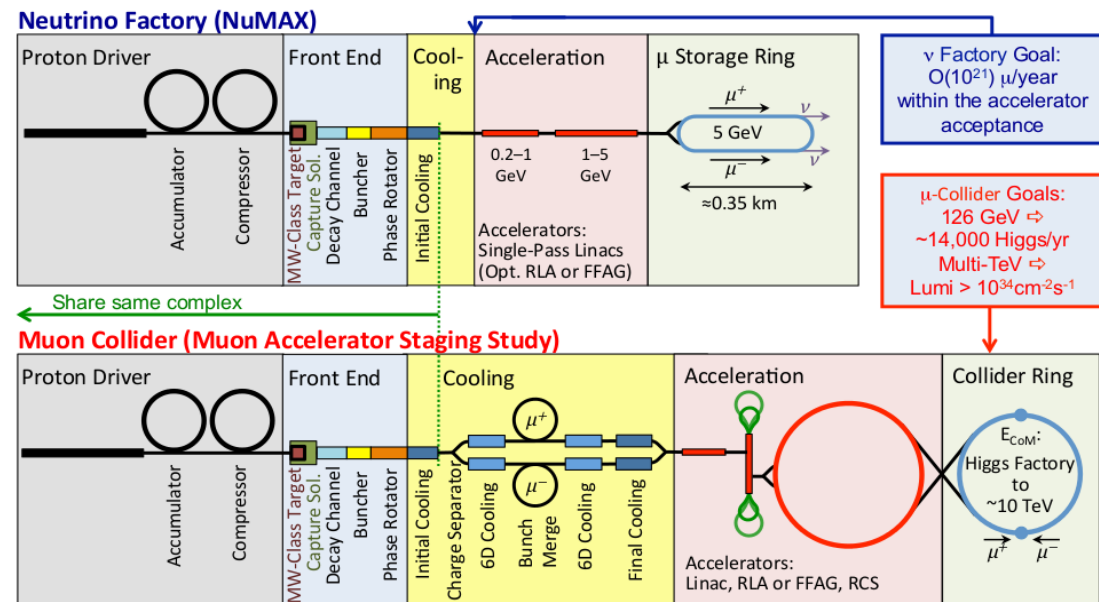 Neutrino Factory (NuMAX)
Proton Driver
Front End
Cool-
ing
Acceleration
μ Storage Ring
Accumulator
Compressor
MW-Class Target
Capture Sol.
Decay Channel
Buncher
Phase Rotator
Initial Cooling
0.2–1
GeV
1–5
GeV
Accelerators:
Single-Pass Linacs
(Opt. RLA or FFAG)
μ+
ν
5 GeV
μ−
ν
≈0.35 km
ν Factory Goal:
O(10²¹) μ/year
within the accelerator
acceptance
μ-Collider Goals:
126 GeV ⇨
~14,000 Higgs/yr
Multi-TeV ⇨
Lumi > 10³⁴cm⁻²s⁻¹
Share same complex
Muon Collider (Muon Accelerator Staging Study)
Proton Driver
Front End
Cooling
Acceleration
Collider Ring
Accumulator
Compressor
MW-Class Target
Capture Sol.
Decay Channel
Buncher
Phase Rotator
Initial Cooling
Charge Separator
6D Cooling
Bunch
Merge
6D Cooling
Final Cooling
μ+
μ−
Accelerators:
Linac, RLA or FFAG, RCS
E_CoM:
Higgs Factory
to
~10 TeV
μ+
μ−